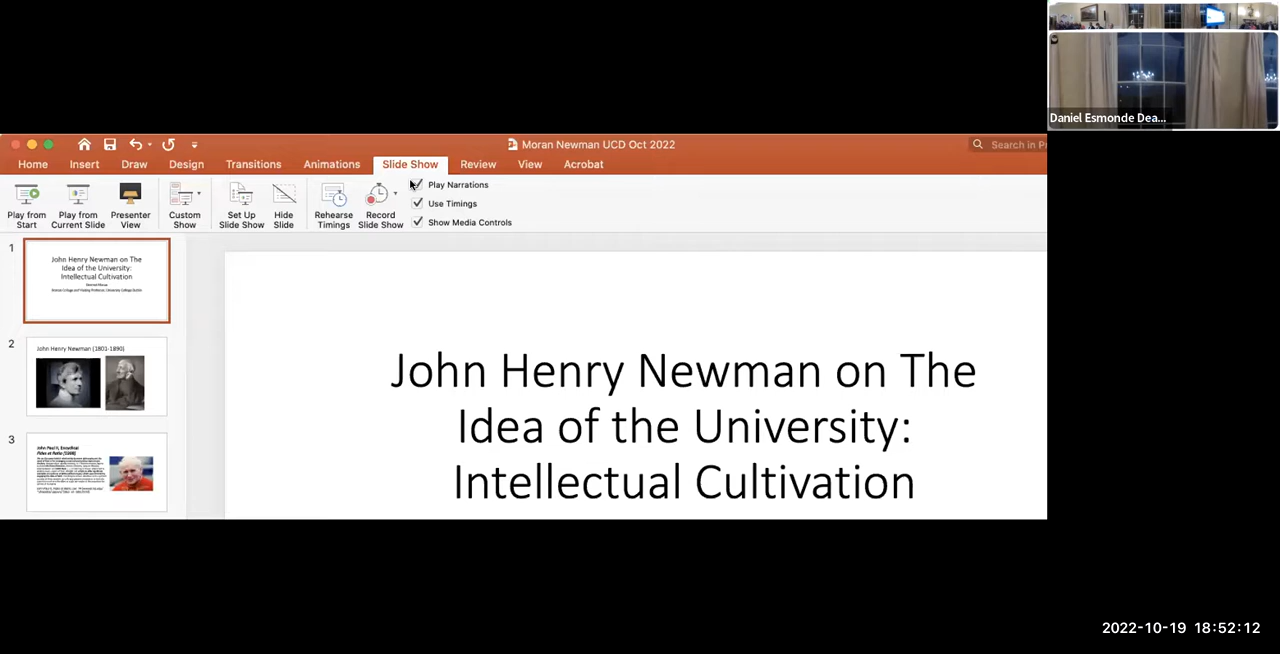 Moran Newman UCD Oct 2022
Search in Pr
Home Insert Draw Design Transitions Animations Slide Show Review View Acrobat
Play from Start
Play from Current Slide
Presenter View
Custom Show
Set Up Slide Show
Hide Slide
Rehearse Timings
Record Slide Show
Play Narrations
Use Timings
Show Media Controls
1
John Henry Newman on The
Idea of the University:
Intellectual Cultivation
2
John Henry Newman (1801-1890)
3
John Henry Newman on The
Idea of the University:
Intellectual Cultivation
Daniel Esmonde Dea...
2022-10-19 18:52:12